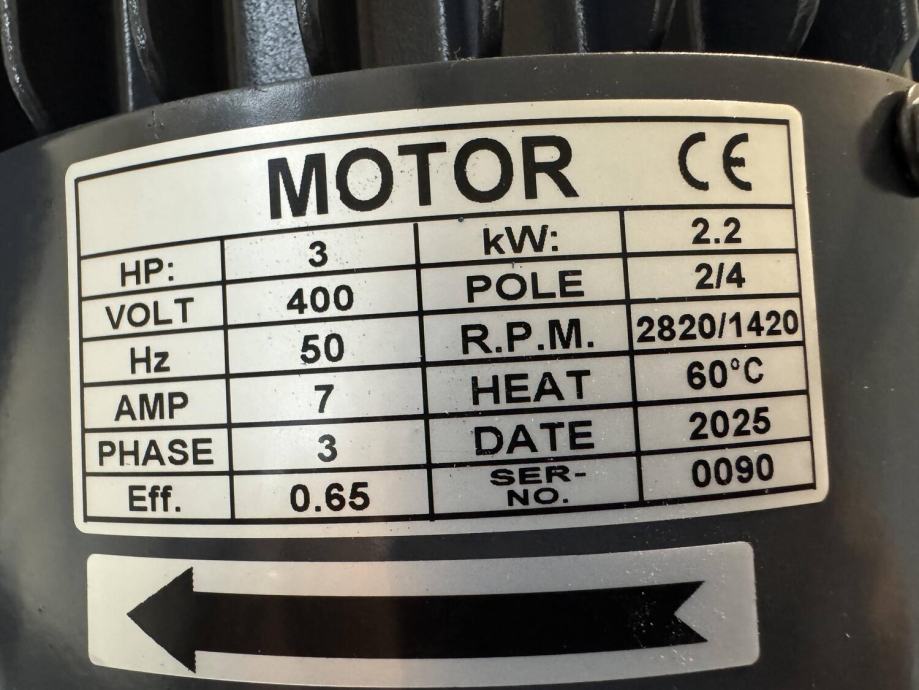 MOTOR CE
HP: 3 kW: 2.2
VOLT 400 POLE 2/4
Hz 50 R.P.M. 2820/1420
AMP 7 HEAT 60°C
PHASE 3 DATE 2025
Eff. 0.65 SER-NO. 0090